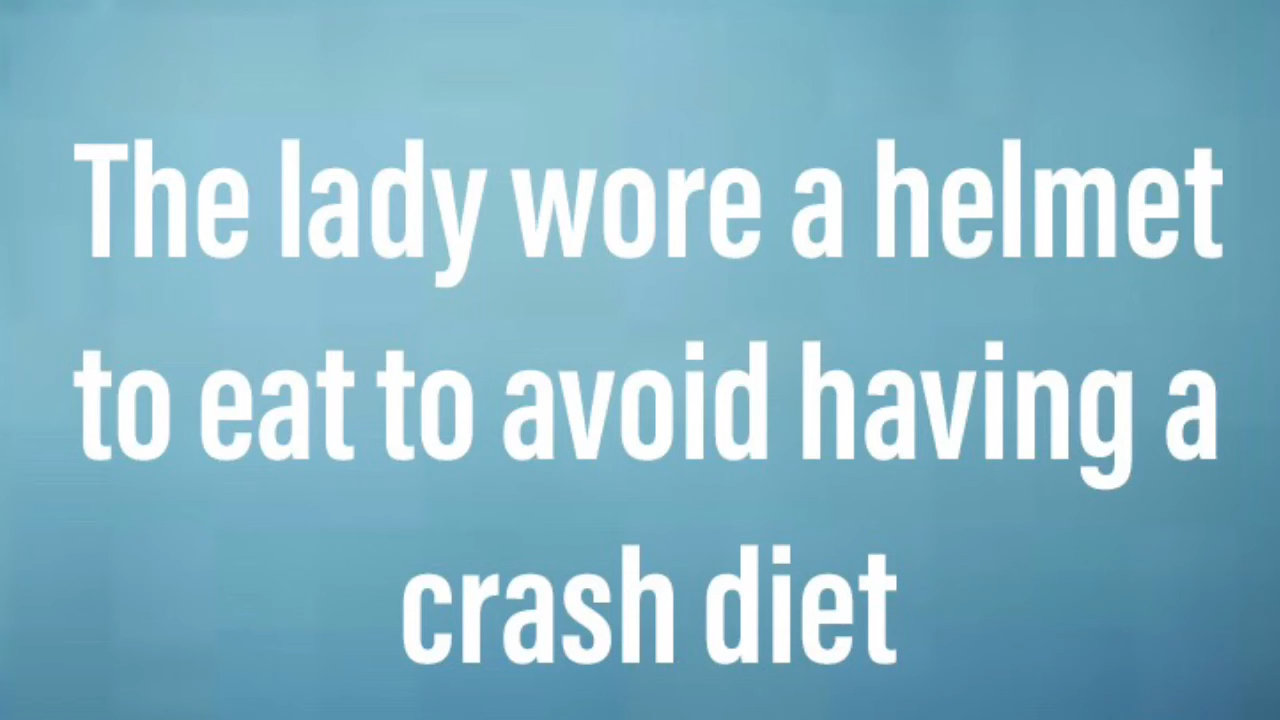 The lady wore a helmet
to eat to avoid having a
crash diet